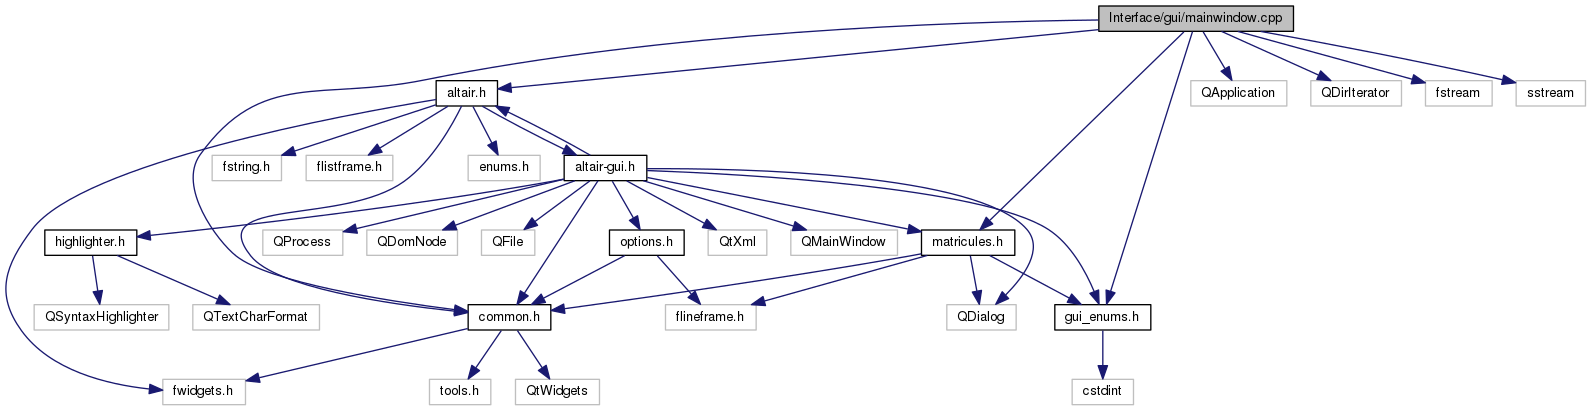 Interface/gui/mainwindow.cpp
altair.h
QApplication
QDirIterator
fstream
sstream
fstring.h
flistframe.h
enums.h
altair-gui.h
highlighter.h
QProcess
QDomNode
QFile
options.h
QtXml
QMainWindow
matricules.h
QSyntaxHighlighter
QTextCharFormat
common.h
flineframe.h
QDialog
gui_enums.h
fwidgets.h
tools.h
QtWidgets
cstdint